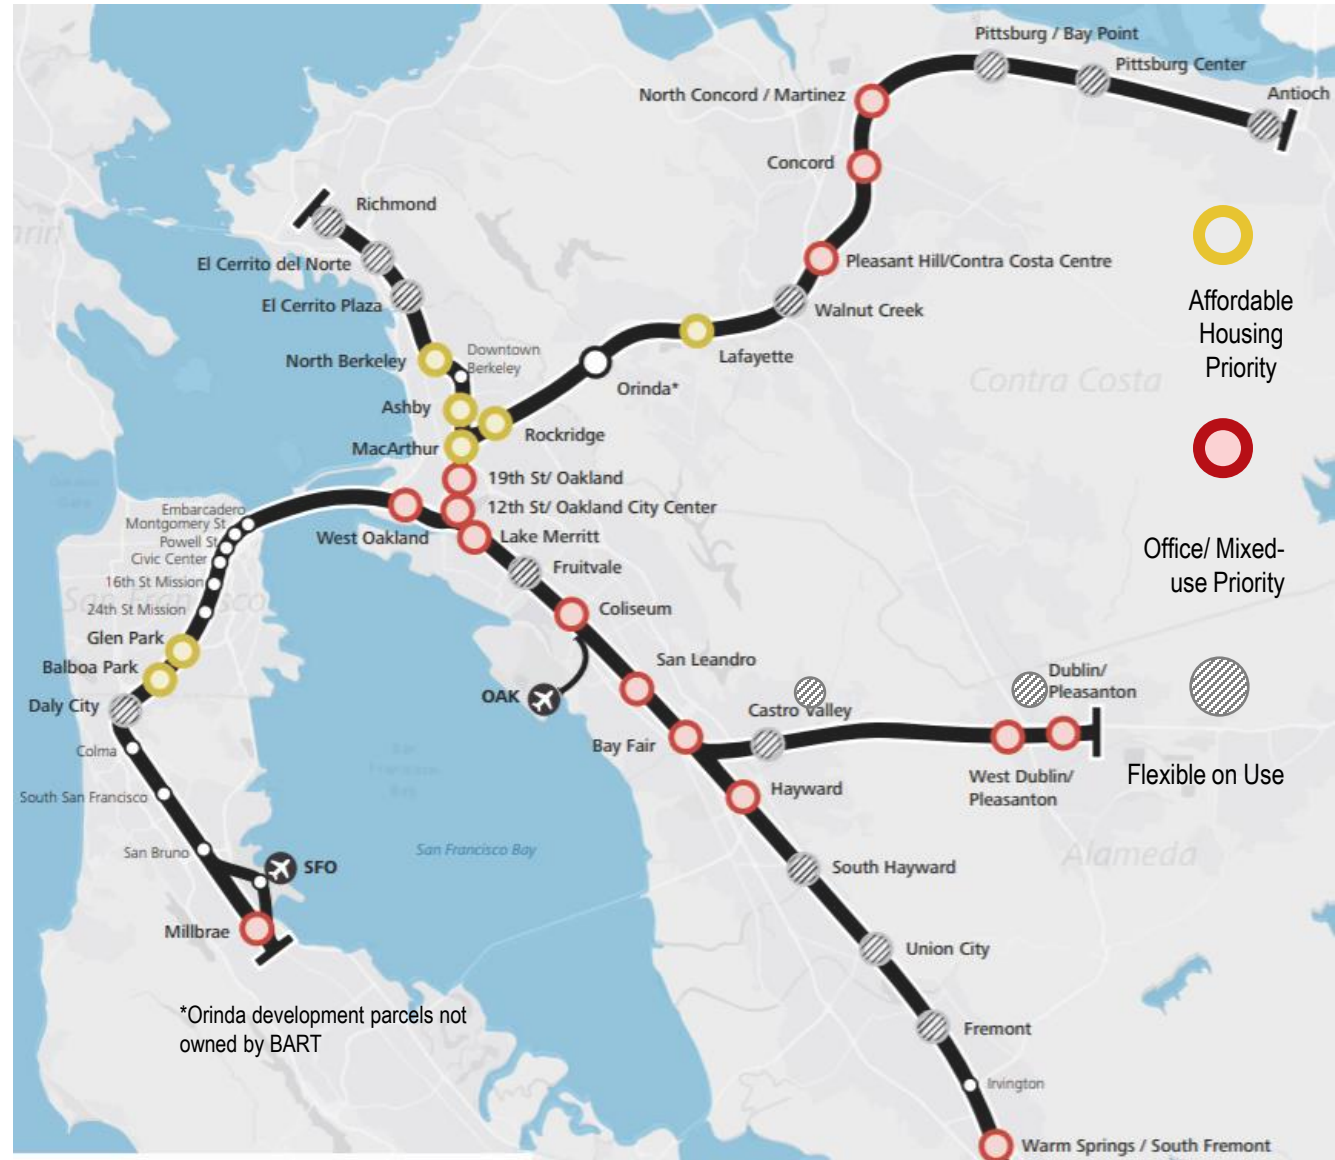 Pittsburg / Bay Point
Pittsburg Center
Antioch
North Concord / Martinez
Concord
Richmond
El Cerrito del Norte
Pleasant Hill/Contra Costa Centre
El Cerrito Plaza
Walnut Creek
Affordable
Housing
Priority
North Berkeley
Downtown
Berkeley
Lafayette
Orinda*
Contra Costa
Ashby
Rockridge
MacArthur
19th St/ Oakland
12th St/ Oakland City Center
Embarcadero
Montgomery St
Powell St
Civic Center
16th St Mission
24th St Mission
San Francisco
West Oakland
Lake Merritt
Fruitvale
Office/ Mixed-
use Priority
Coliseum
Glen Park
Balboa Park
Daly City
San Leandro
OAK
Castro Valley
Dublin/
Pleasanton
Bay Fair
Colma
West Dublin/
Pleasanton
Flexible on Use
Hayward
South San Francisco
San Bruno
SFO
San Francisco Bay
South Hayward
Alameda
Millbrae
Union City
*Orinda development parcels not
owned by BART
Fremont
Irvington
Warm Springs / South Fremont